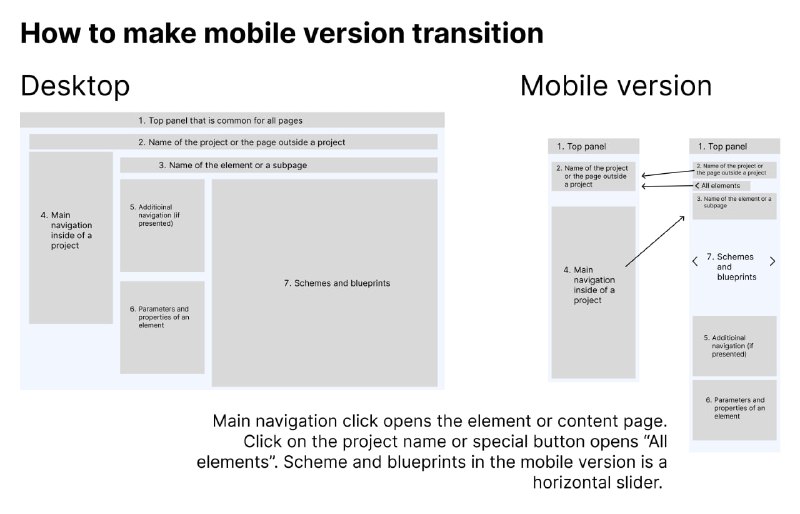 How to make mobile version transition
Desktop
Mobile version
1. Top panel that is common for all pages
2. Name of the project or the page outside a project
3. Name of the element or a subpage
4. Main
navigation
inside of a
project
5. Additioinal
navigation (if
presented)
6. Parameters and
properties of an
element
7. Schemes and blueprints
1. Top panel
2. Name of the project
or the page outside
a project
4. Main
navigation
inside of a
project
1. Top panel
2. Name of the project or
the page outside a project
< All elements
3. Name of the element or a
subpage
< 7. Schemes >
and
blueprints
5. Additioinal
navigation (if
presented)
6. Parameters and
properties of an
element
Main navigation click opens the element or content page.
Click on the project name or special button opens “All
elements”. Scheme and blueprints in the mobile version is a
horizontal slider.